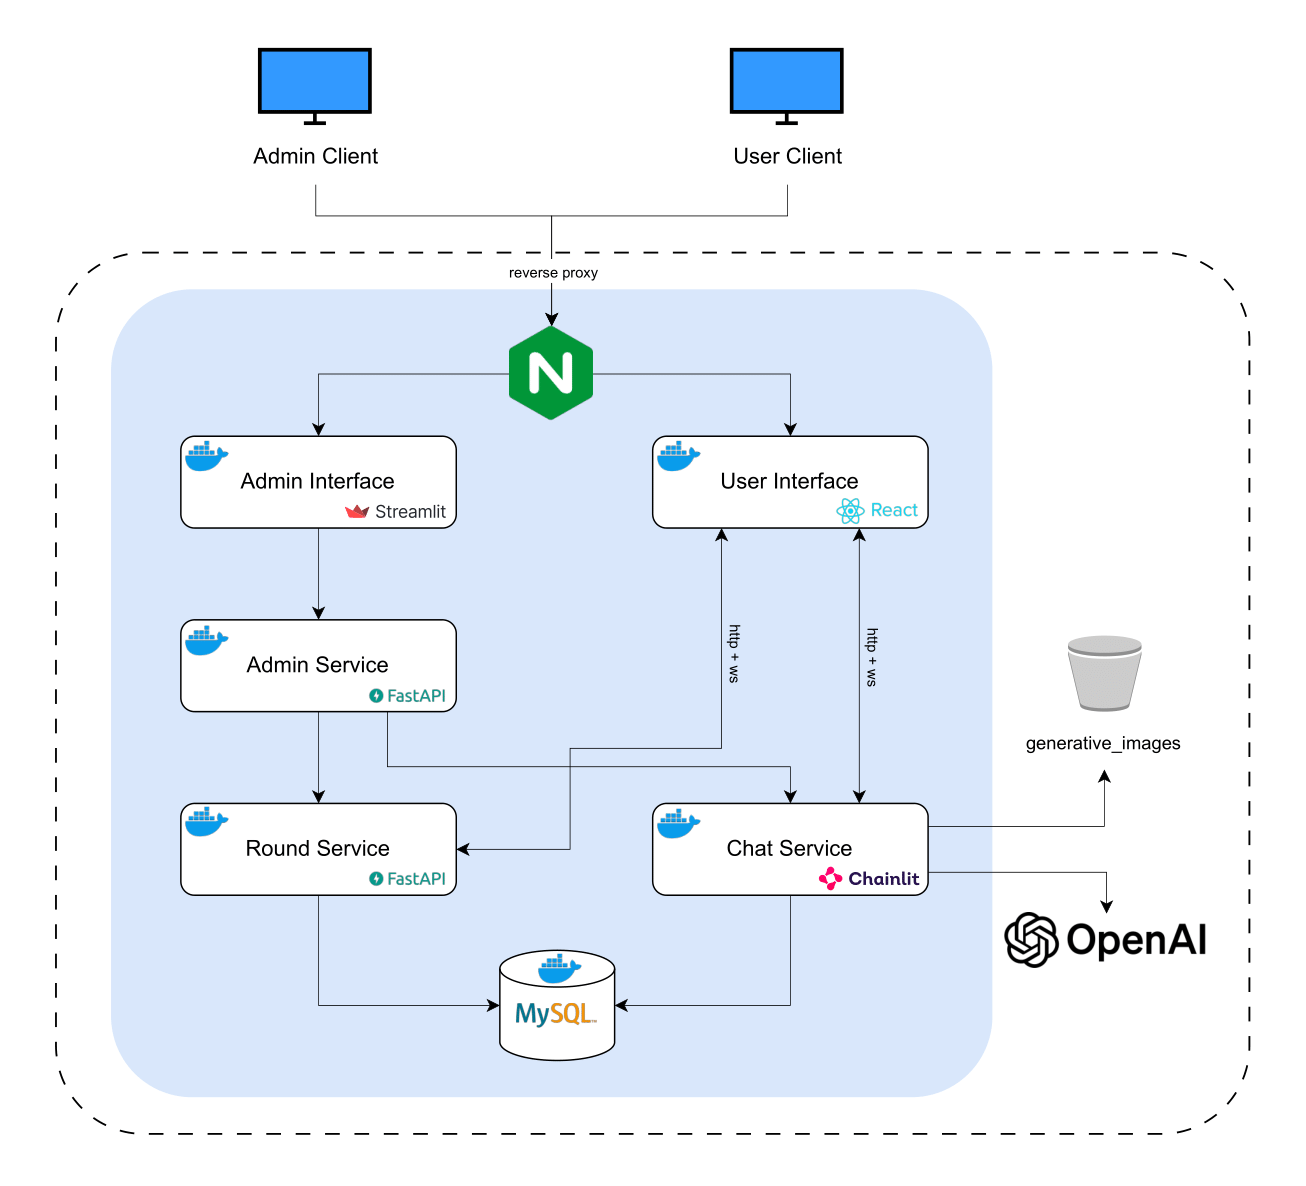 Admin Client
User Client
reverse proxy
N
Admin Interface
Streamlit
User Interface
React
http + ws
http + ws
Admin Service
FastAPI
generative_images
Round Service
FastAPI
Chat Service
Chainlit
OpenAI
MySQL™